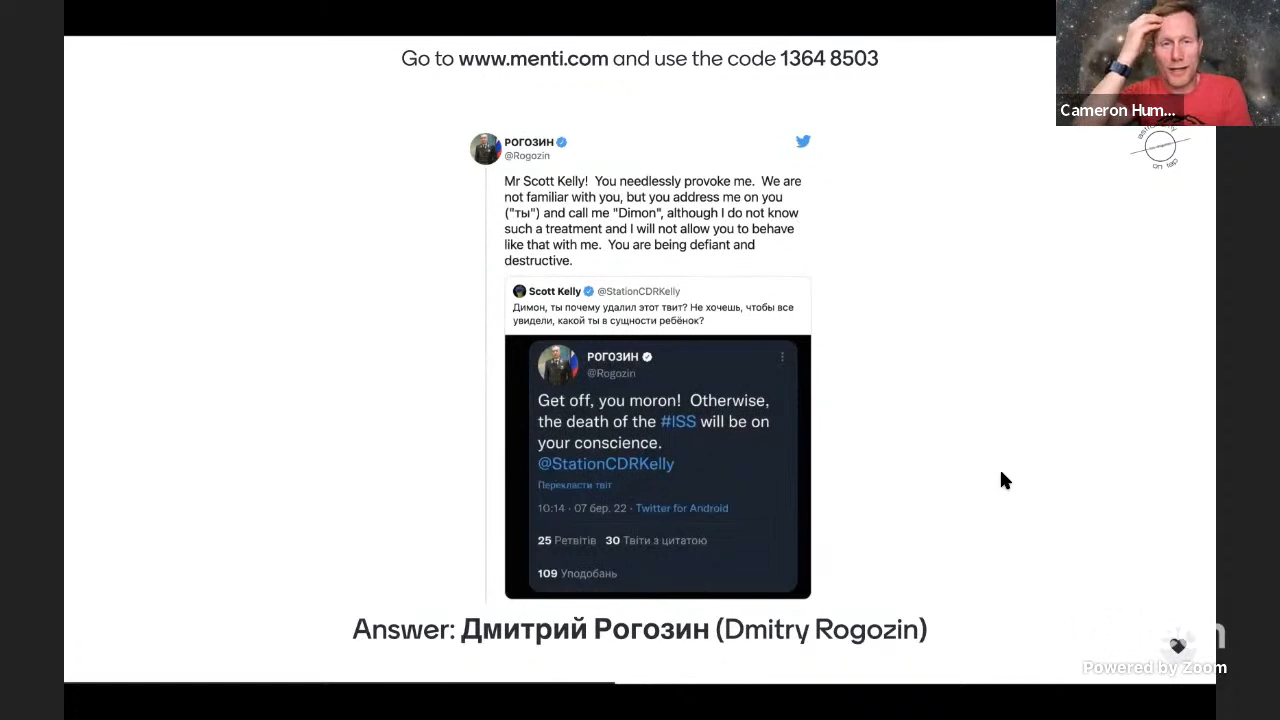 Go to www.menti.com and use the code 1364 8503
Cameron Hum...
on tap
РОГОЗИН
@Rogozin
Mr Scott Kelly! You needlessly provoke me. We are
not familiar with you, but you address me on you
("ты") and call me "Dimon", although I do not know
such a treatment and I will not allow you to behave
like that with me. You are being defiant and
destructive.
Scott Kelly @StationCDRKelly
Димон, ты почему удалил этот твит? Не хочешь, чтобы все
увидели, какой ты в сущности ребёнок?
РОГОЗИН
@Rogozin
Get off, you moron! Otherwise,
the death of the #ISS will be on
your conscience.
@StationCDRKelly
Перекласти твіт
10:14 · 07 бер. 22 · Twitter for Android
25 Ретвітів 30 Твіти з цитатою
109 Уподобань
Answer: Дмитрий Рогозин (Dmitry Rogozin)
Powered by Zoom